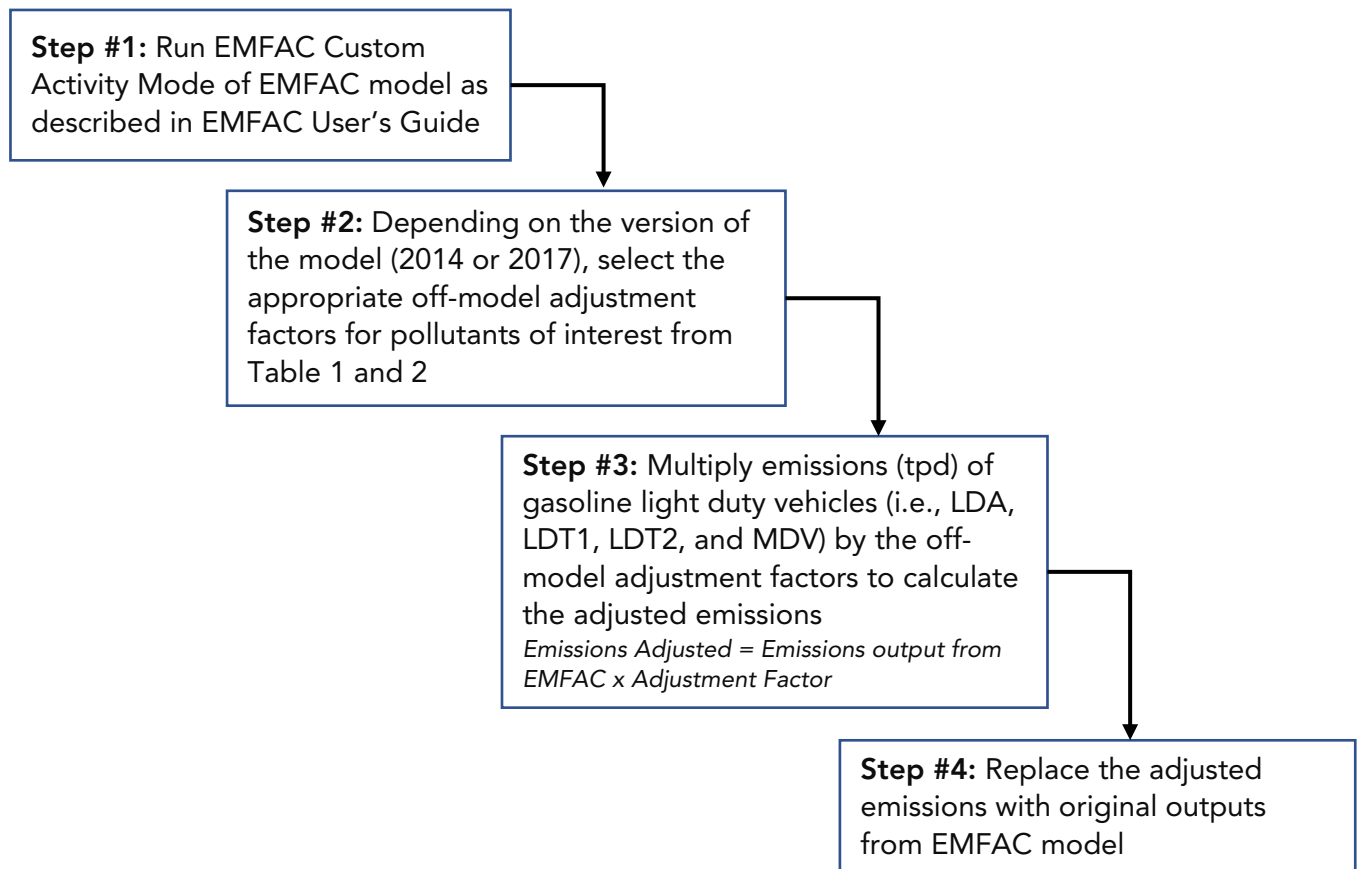 Step #1: Run EMFAC Custom
Activity Mode of EMFAC model as
described in EMFAC User’s Guide
Step #2: Depending on the version of
the model (2014 or 2017), select the
appropriate off-model adjustment
factors for pollutants of interest from
Table 1 and 2
Step #3: Multiply emissions (tpd) of
gasoline light duty vehicles (i.e., LDA,
LDT1, LDT2, and MDV) by the off-
model adjustment factors to calculate
the adjusted emissions
Emissions Adjusted = Emissions output from
EMFAC x Adjustment Factor
Step #4: Replace the adjusted
emissions with original outputs
from EMFAC model